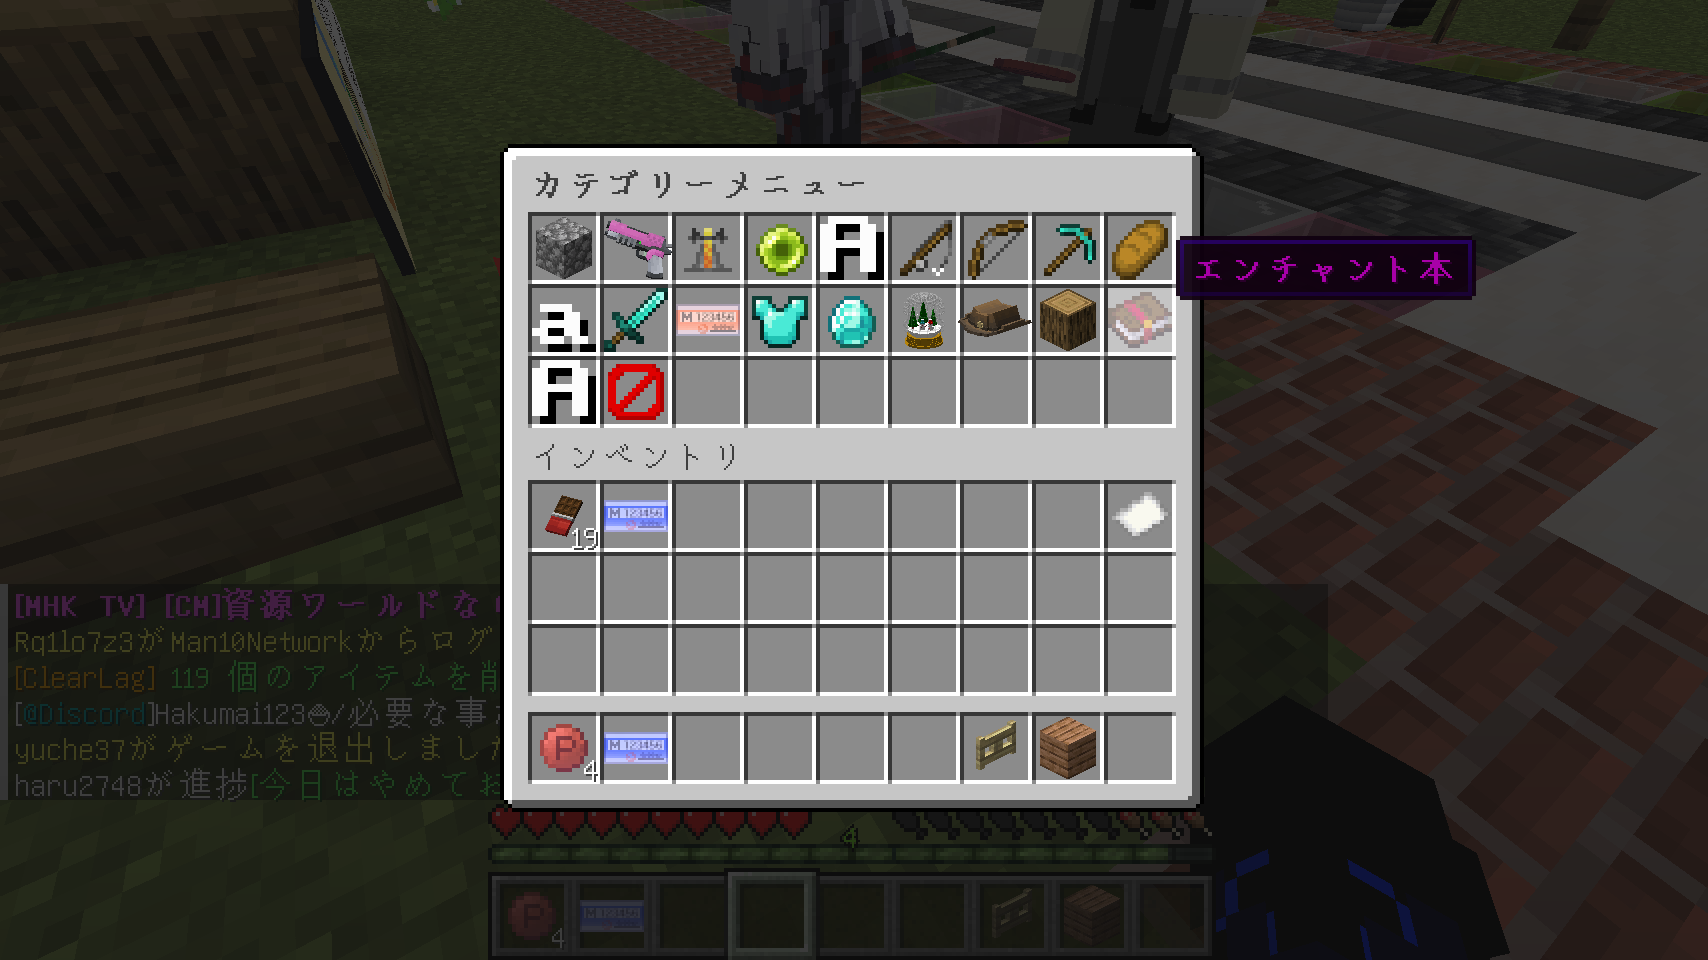 カテゴリーメニュー
エンチャント本
インベントリ
19
[MHK TV] [CM]資源ワールドな
Rq1lo7z3がMan10Networkからログ
[ClearLag] 119 個のアイテムを削
[@Discord]Hakumai123/必要な事
yuche37がゲームを退出しました
haru2748が進捗[今日はやめてお
4
4
4